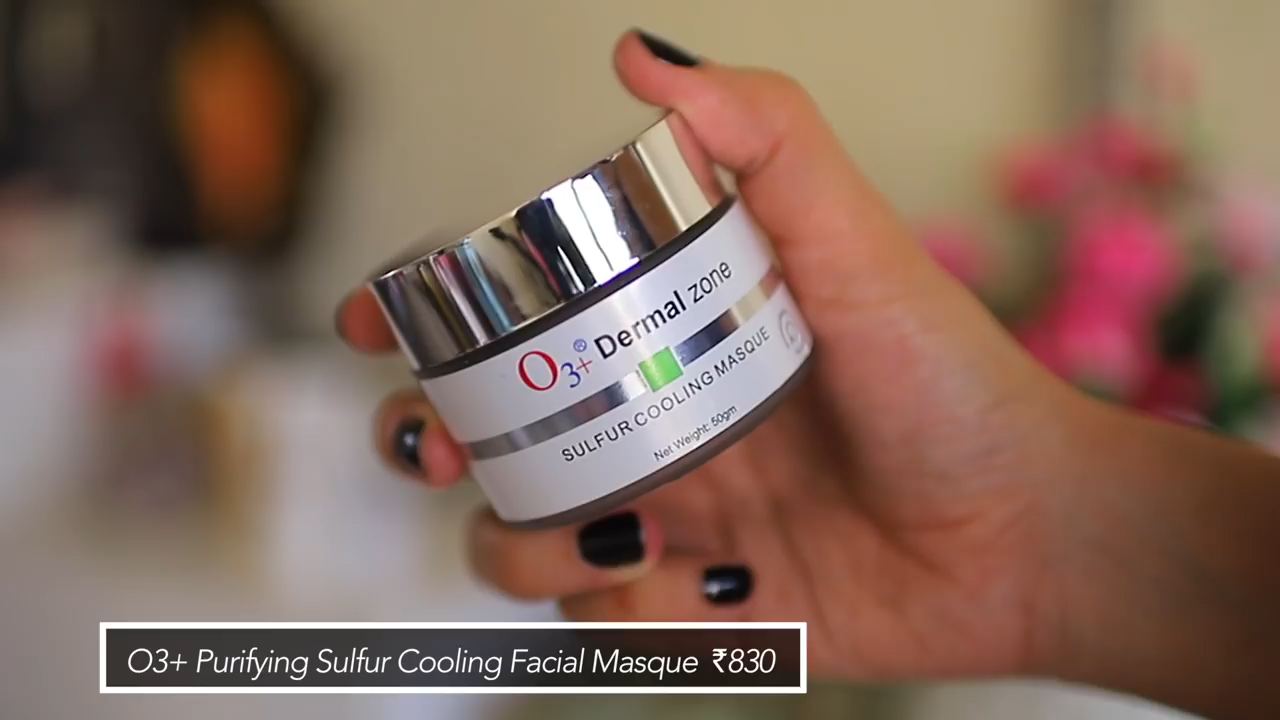 O3+® Dermal zone
SULFUR COOLING MASQUE
Net Weight: 50gm
O3+ Purifying Sulfur Cooling Facial Masque ₹830